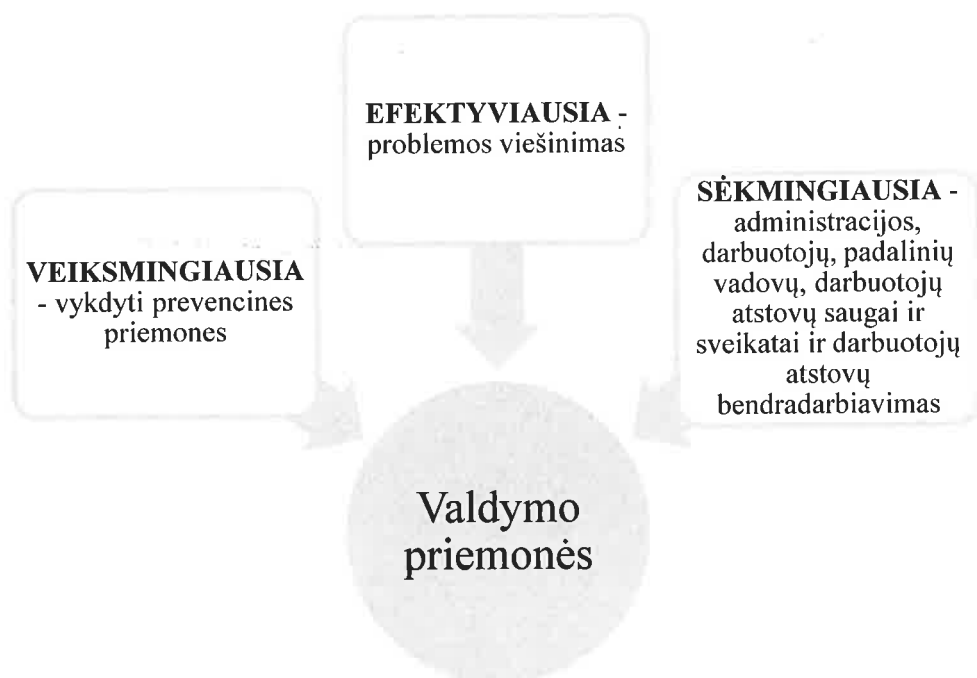 EFEKTYVIAUSIA -
problemos viešinimas
VEIKSMINGIAUSIA
- vykdyti prevencines
priemones
SĖKMINGIAUSIA -
administracijos,
darbuotojų, padalinių
vadovų, darbuotojų
atstovų saugai ir
sveikatai ir darbuotojų
atstovų
bendradarbiavimas
Valdymo
priemonės